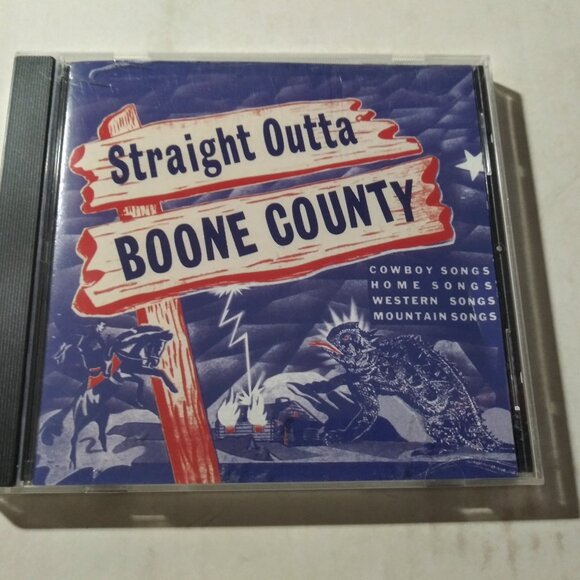 Straight Outta
BOONE COUNTY
COWBOY SONGS
HOME SONGS
WESTERN SONGS
MOUNTAIN SONGS